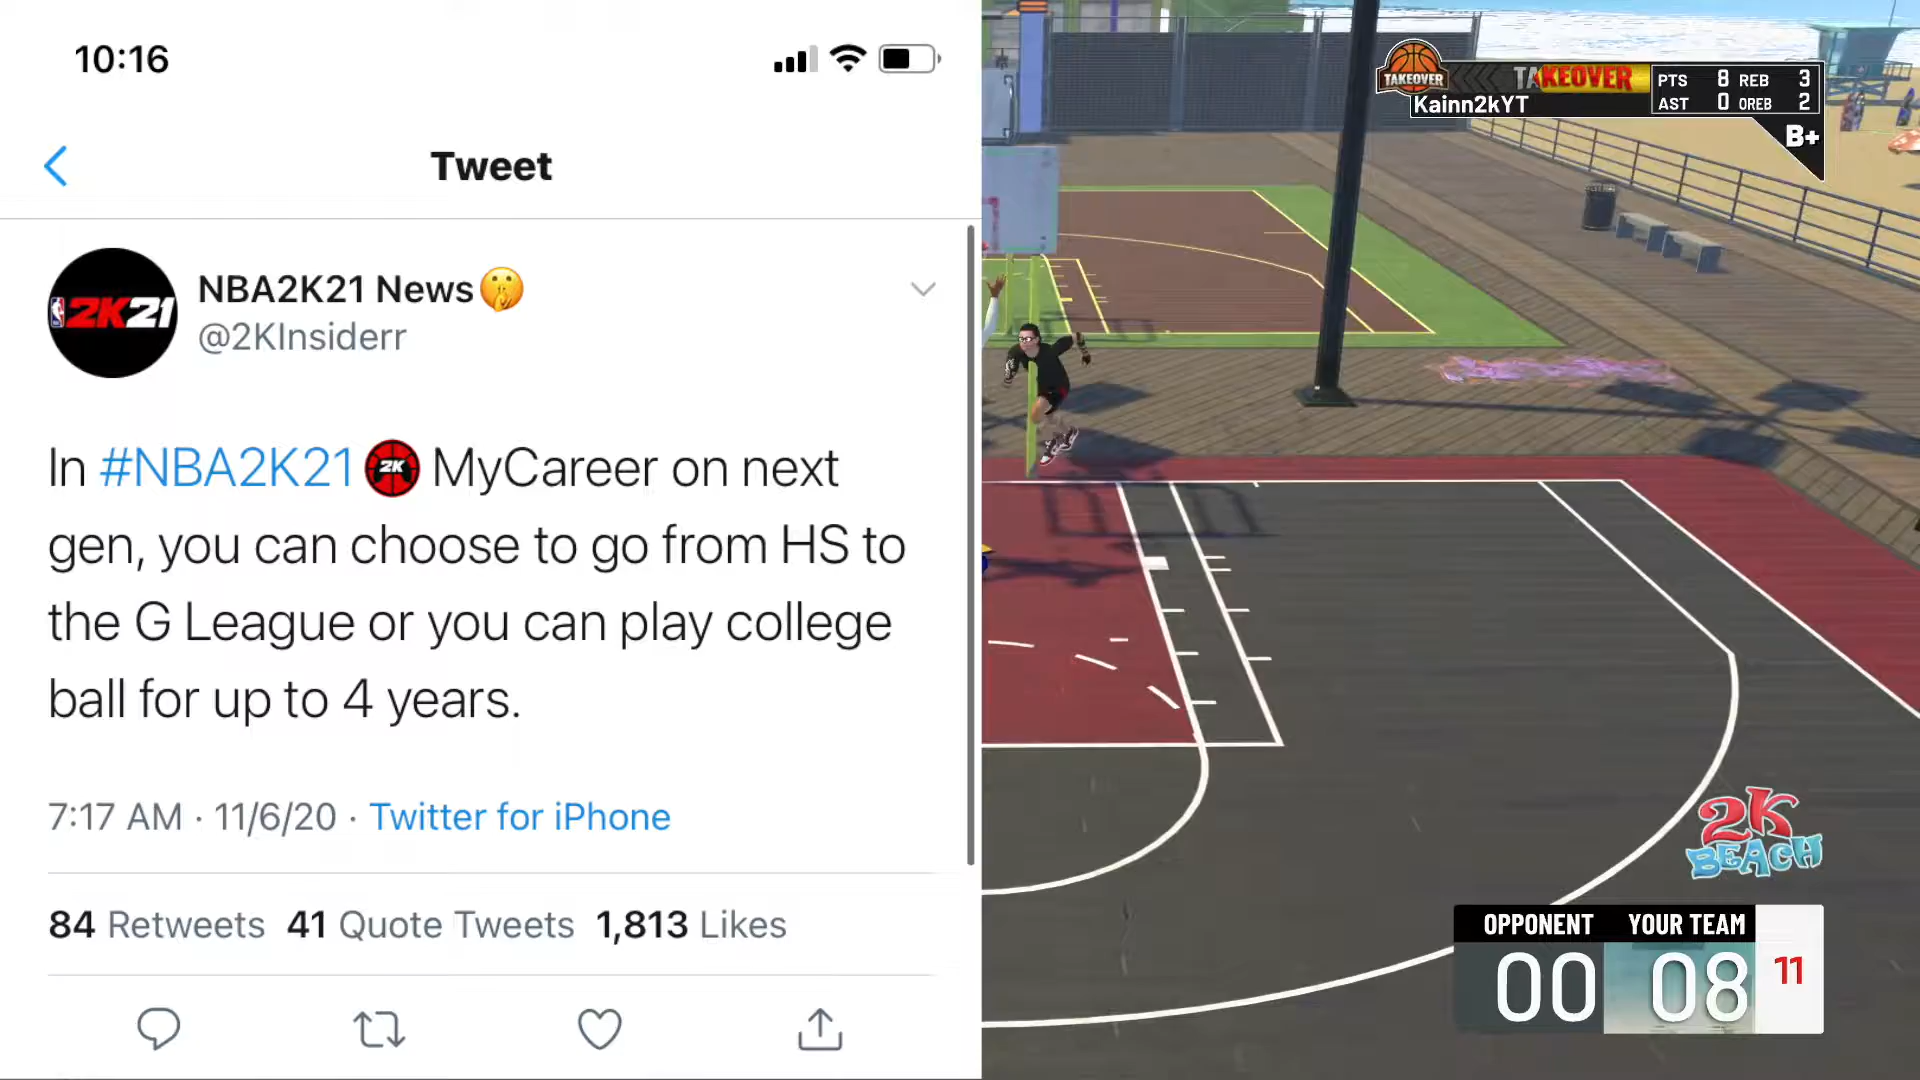 10:16
Tweet
2K21
NBA2K21 News🤫
@2KInsiderr
In #NBA2K21 2K MyCareer on next
gen, you can choose to go from HS to
the G League or you can play college
ball for up to 4 years.
7:17 AM · 11/6/20 · Twitter for iPhone
84 Retweets 41 Quote Tweets 1,813 Likes
TAKEOVER
TAKEOVER
Kainn2kYT
PTS 8 REB 3
AST 0 OREB 2
B+
2K
BEACH
OPPONENT YOUR TEAM
00 08 11